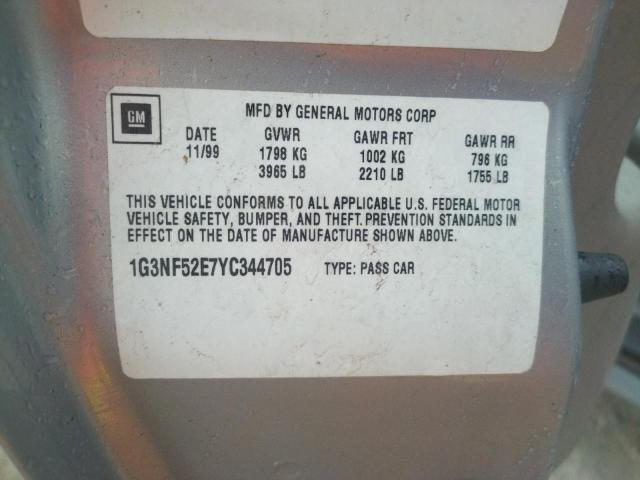 GM
MFD BY GENERAL MOTORS CORP
DATE GVWR GAWR FRT GAWR RR
11/99 1798 KG 1002 KG 796 KG
3965 LB 2210 LB 1755 LB
THIS VEHICLE CONFORMS TO ALL APPLICABLE U.S. FEDERAL MOTOR
VEHICLE SAFETY, BUMPER, AND THEFT PREVENTION STANDARDS IN
EFFECT ON THE DATE OF MANUFACTURE SHOWN ABOVE.
1G3NF52E7YC344705 TYPE: PASS CAR